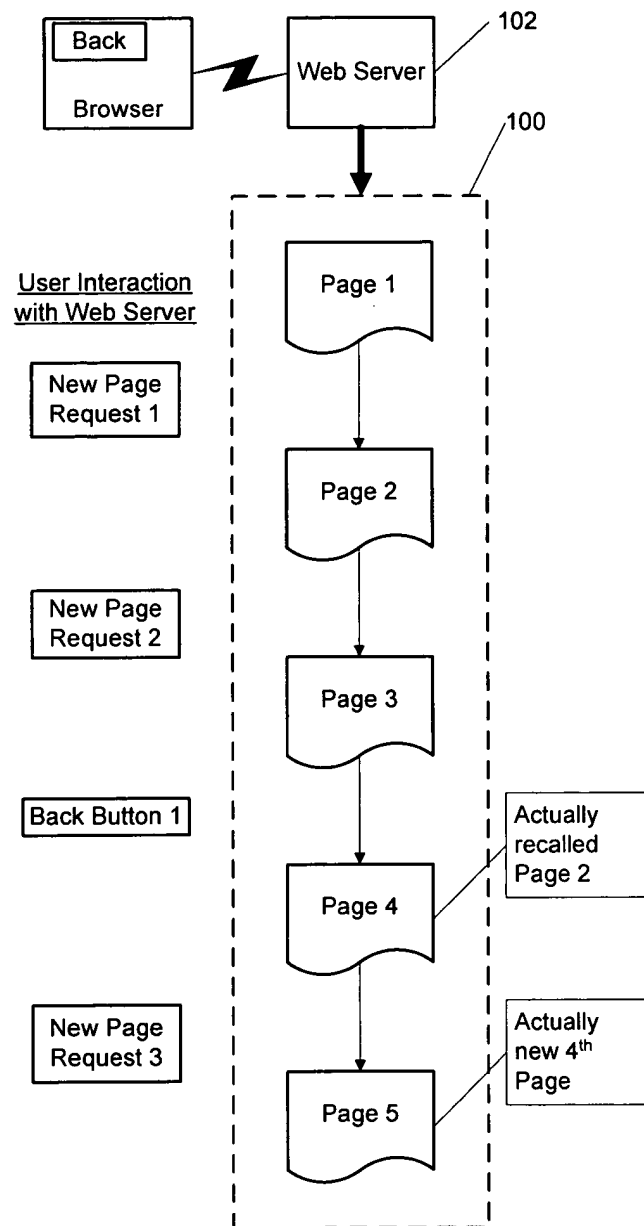 Back
Browser
Web Server
102
100
User Interaction
with Web Server
Page 1
New Page
Request 1
Page 2
New Page
Request 2
Page 3
Back Button 1
Actually
recalled
Page 2
Page 4
New Page
Request 3
Actually
new 4th
Page
Page 5